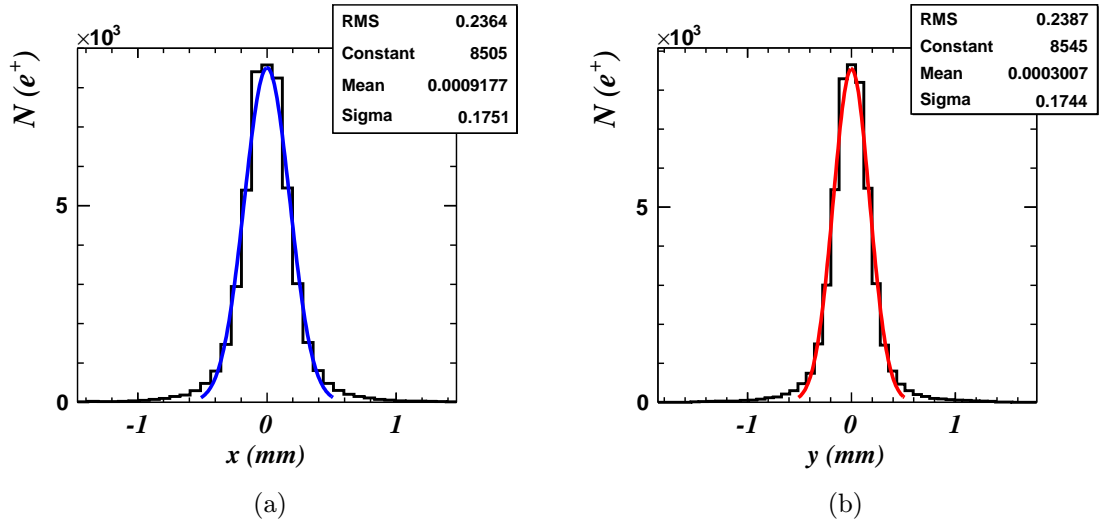 RMS 0.2364
Constant 8505
Mean 0.0009177
Sigma 0.1751
×10³
N (e⁺)
5
0
-1 0 1
x (mm)
(a)
RMS 0.2387
Constant 8545
Mean 0.0003007
Sigma 0.1744
×10³
N (e⁺)
5
0
-1 0 1
y (mm)
(b)